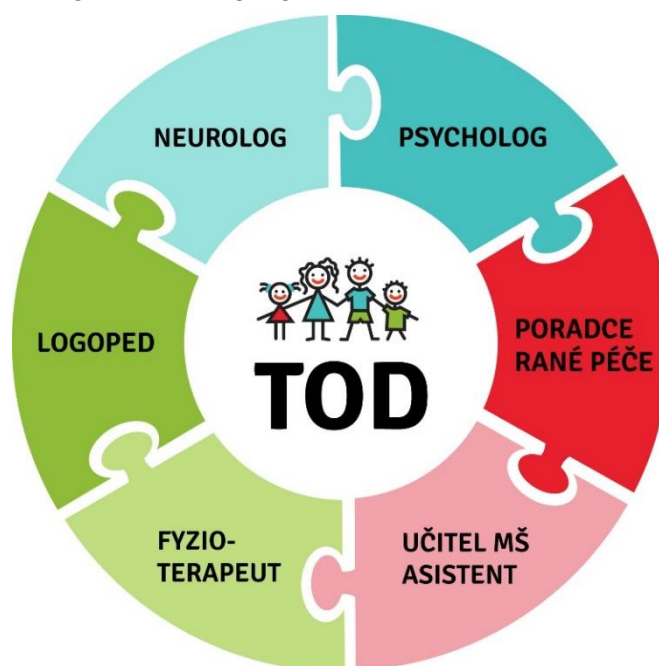 NEUROLOG
PSYCHOLOG
LOGOPED
TOD
PORADCE
RANÉ PÉČE
FYZIO-
TERAPEUT
UČITEL MŠ
ASISTENT